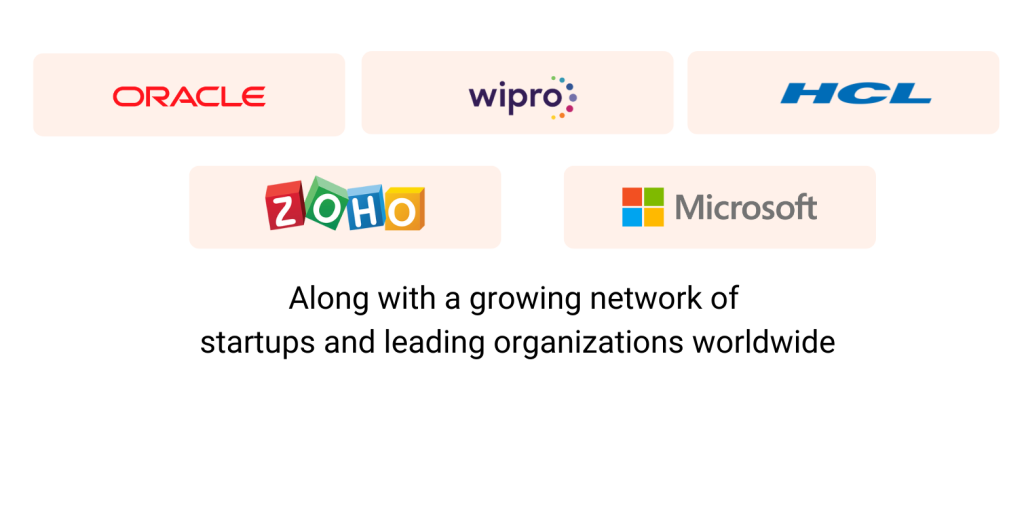 ORACLE
wipro
HCL
ZOHO
Microsoft
Along with a growing network of
startups and leading organizations worldwide